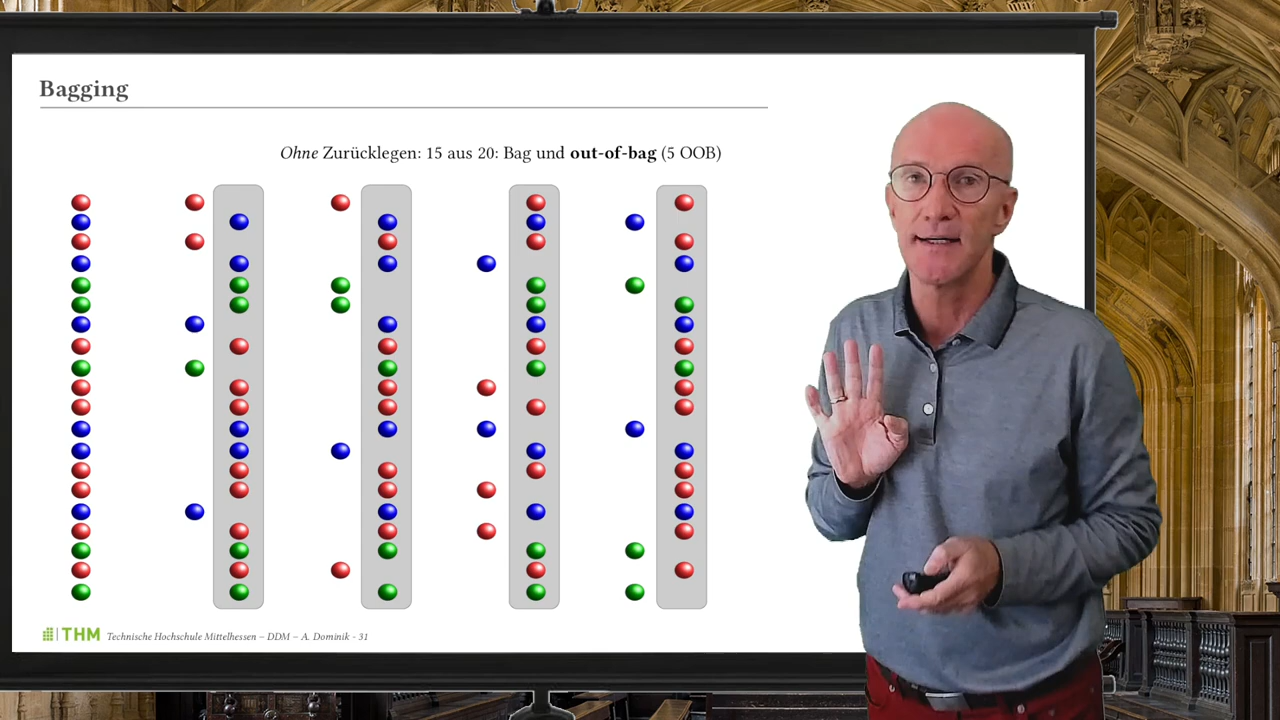 Bagging
Ohne Zurücklegen: 15 aus 20: Bag und out-of-bag (5 OOB)
THM Technische Hochschule Mittelhessen – DDM – A. Dominik - 31